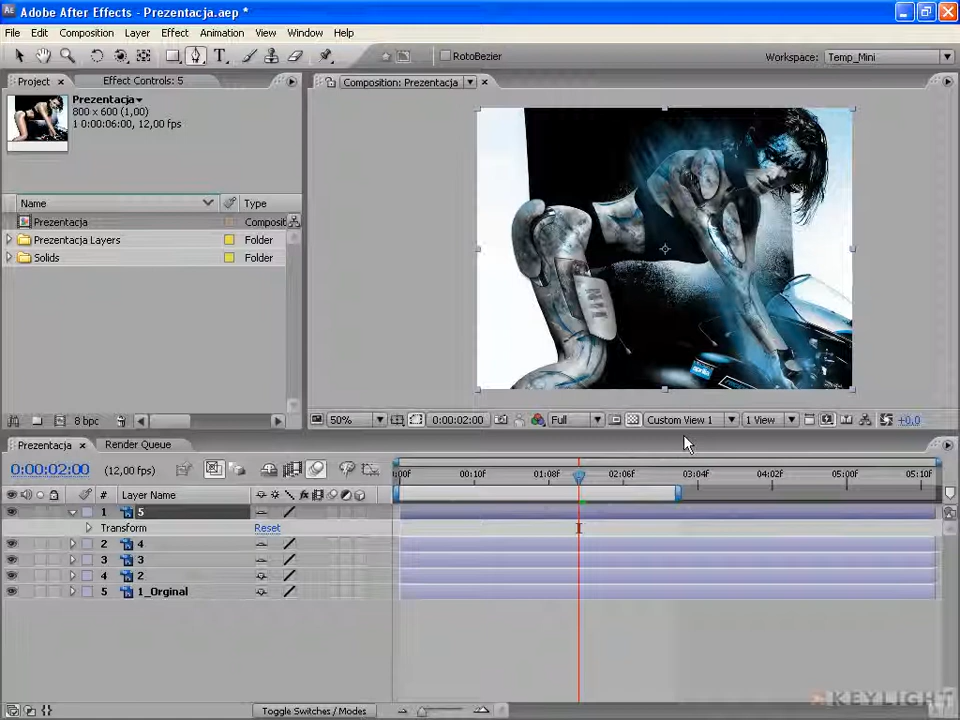 Adobe After Effects - Prezentacja.aep *
File Edit Composition Layer Effect Animation View Window Help
RotoBezier
Workspace: Temp_Mini
Project
Effect Controls: 5
Composition: Prezentacja
Prezentacja
800 x 600 (1,00)
1 0:00:06:00, 12,00 fps
Name Type
Prezentacja Composit
Prezentacja Layers Folder
Solids Folder
8 bpc
50% 0:00:02:00 Full Custom View 1 1 View +0,0
Prezentacja Render Queue
0:00:02:00 (12,00 fps)
:00f 00:10f 01:08f 02:06f 03:04f 04:02f 05:00f 05:10f
# Layer Name
1 5
Transform Reset
2 4
3 3
4 2
5 1_Orginal
Toggle Switches / Modes
KEYLIGHT